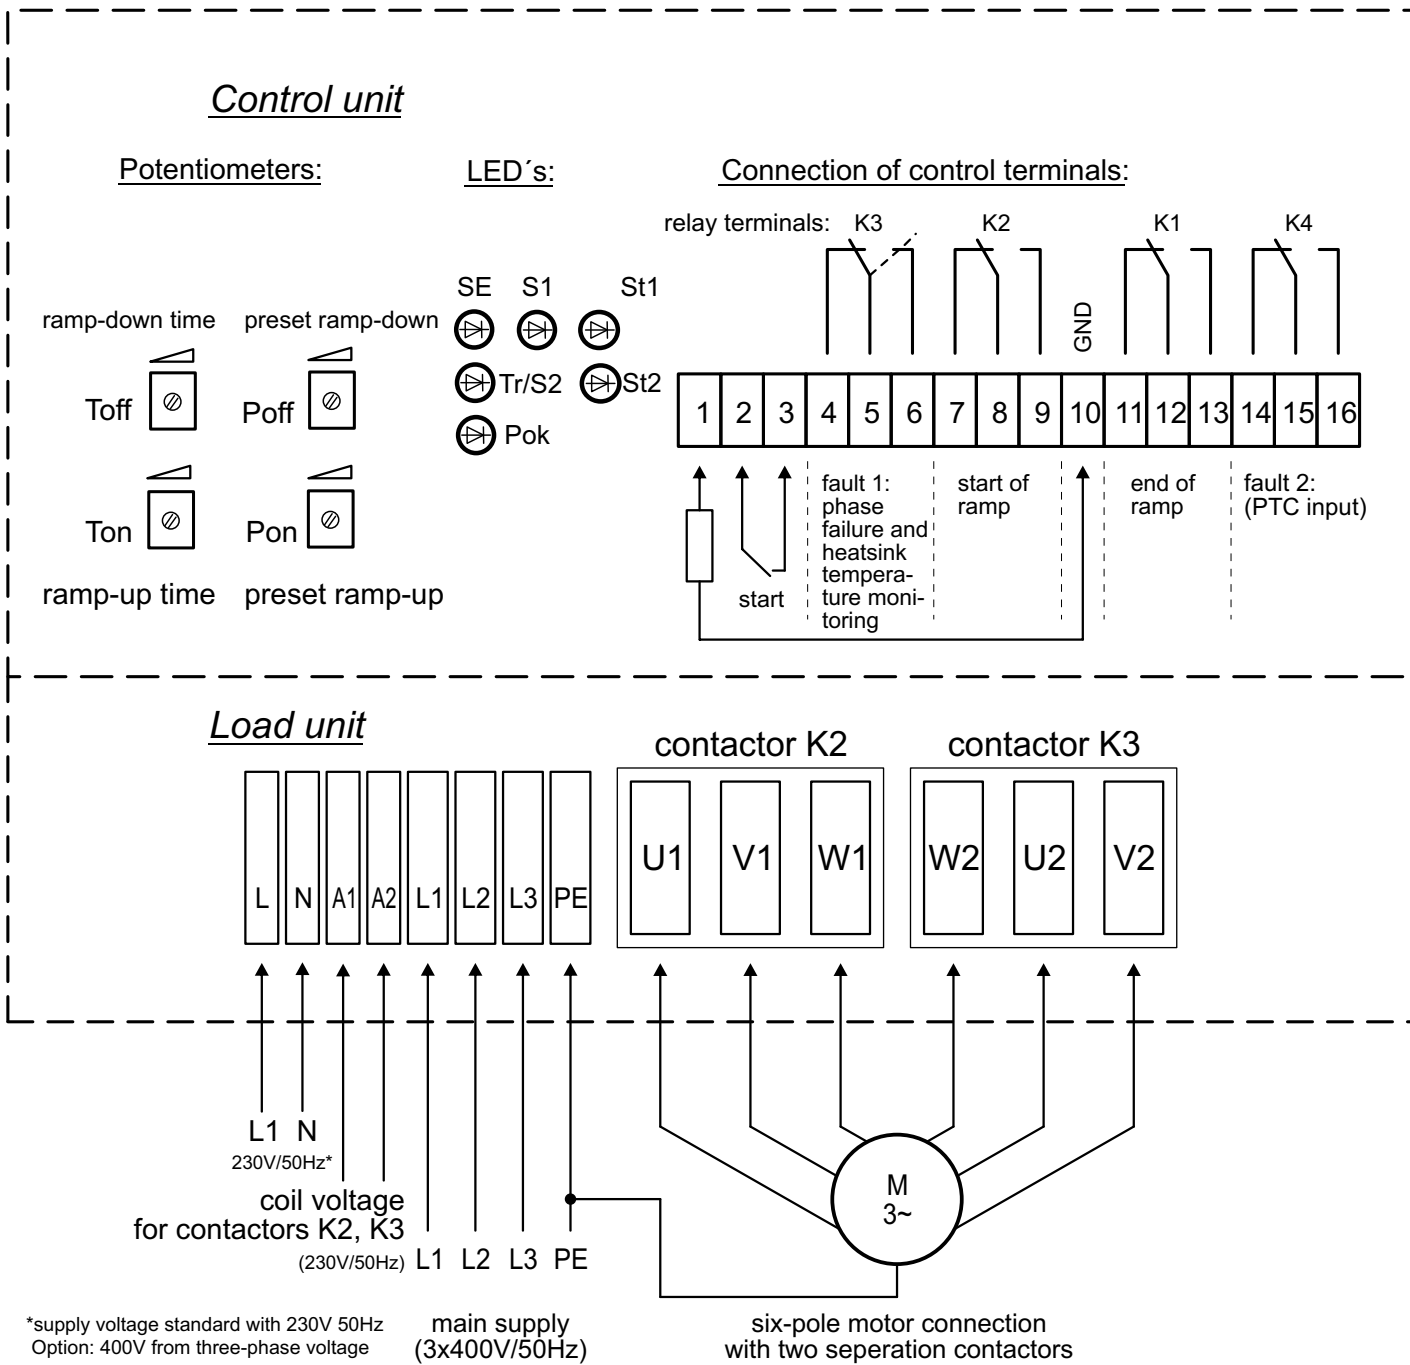 Control unit
Potentiometers:
LED´s:
Connection of control terminals:
relay terminals: K3 K2 K1 K4
SE S1 St1
ramp-down time preset ramp-down
GND
Toff Poff
Tr/S2 St2
Pok
1 2 3 4 5 6 7 8 9 10 11 12 13 14 15 16
Ton Pon
ramp-up time preset ramp-up
start
fault 1:
phase
failure and
heatsink
tempera-
ture moni-
toring
start of
ramp
end of
ramp
fault 2:
(PTC input)
Load unit
contactor K2
contactor K3
L N A1 A2 L1 L2 L3 PE
U1 V1 W1
W2 U2 V2
L1 N
230V/50Hz*
coil voltage
for contactors K2, K3
(230V/50Hz)
L1 L2 L3 PE
M
3~
*supply voltage standard with 230V 50Hz
Option: 400V from three-phase voltage
main supply
(3x400V/50Hz)
six-pole motor connection
with two seperation contactors